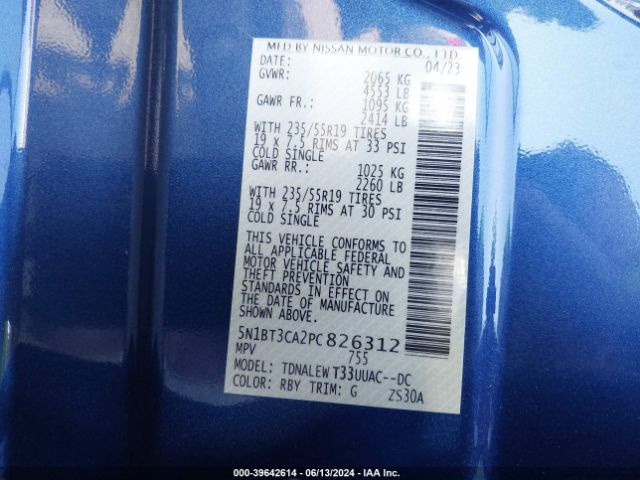 MFD BY NISSAN MOTOR CO., LTD.
DATE: 04/23
GVWR: 2065 KG
4553 LB
GAWR FR.: 1095 KG
2414 LB
WITH 235/55R19 TIRES
19 x 7.5 RIMS AT 33 PSI
COLD SINGLE
GAWR RR.: 1025 KG
2260 LB
WITH 235/55R19 TIRES
19 x 7.5 RIMS AT 30 PSI
COLD SINGLE
THIS VEHICLE CONFORMS TO
ALL APPLICABLE FEDERAL
MOTOR VEHICLE SAFETY AND
THEFT PREVENTION
STANDARDS IN EFFECT ON
THE DATE OF MANUFACTURE
SHOWN ABOVE.
5N1BT3CA2PC826312
MPV 755
MODEL: TDNALEWT33UUAC--DC
COLOR: RBY TRIM: G ZS30A
000-39642614 - 06/13/2024 - IAA Inc.